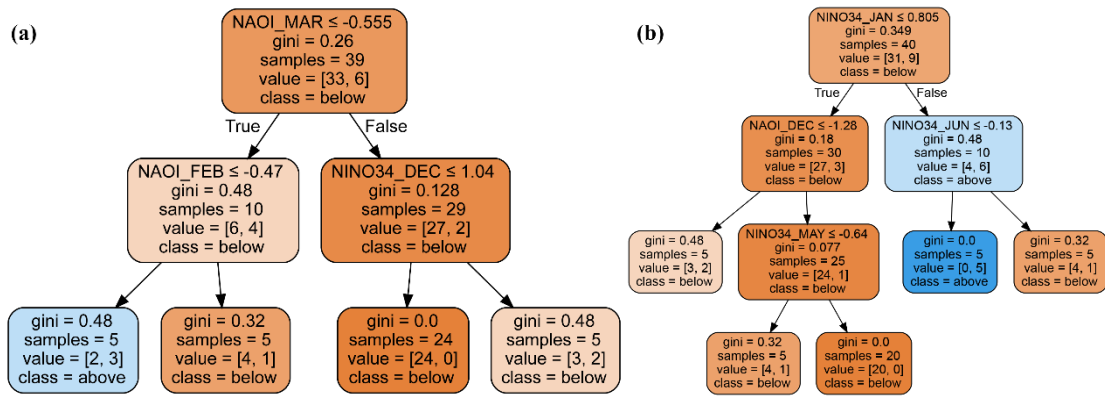 (a)
NAOI_MAR ≤ -0.555
gini = 0.26
samples = 39
value = [33, 6]
class = below
True
False
NAOI_FEB ≤ -0.47
gini = 0.48
samples = 10
value = [6, 4]
class = below
NINO34_DEC ≤ 1.04
gini = 0.128
samples = 29
value = [27, 2]
class = below
gini = 0.48
samples = 5
value = [2, 3]
class = above
gini = 0.32
samples = 5
value = [4, 1]
class = below
gini = 0.0
samples = 24
value = [24, 0]
class = below
gini = 0.48
samples = 5
value = [3, 2]
class = below
(b)
NINO34_JAN ≤ 0.805
gini = 0.349
samples = 40
value = [31, 9]
class = below
True
False
NAOI_DEC ≤ -1.28
gini = 0.18
samples = 30
value = [27, 3]
class = below
NINO34_JUN ≤ -0.13
gini = 0.48
samples = 10
value = [4, 6]
class = above
gini = 0.48
samples = 5
value = [3, 2]
class = below
NINO34_MAY ≤ -0.64
gini = 0.077
samples = 25
value = [24, 1]
class = below
gini = 0.0
samples = 5
value = [0, 5]
class = above
gini = 0.32
samples = 5
value = [4, 1]
class = below
gini = 0.32
samples = 5
value = [4, 1]
class = below
gini = 0.0
samples = 20
value = [20, 0]
class = below